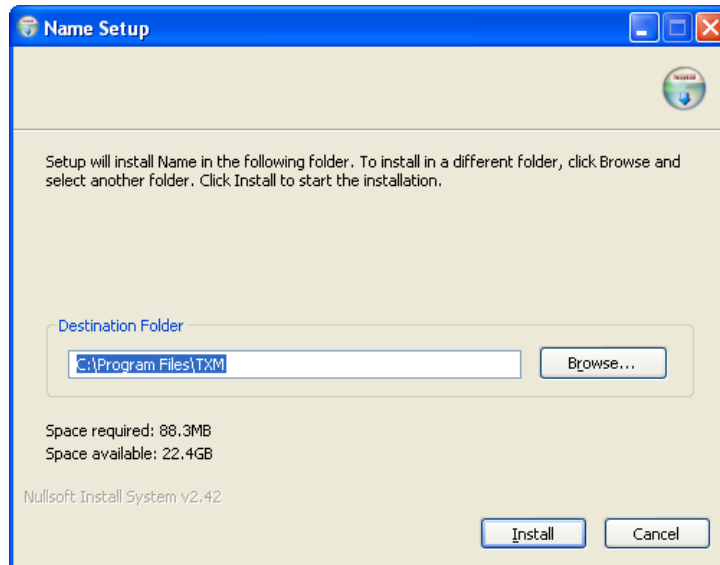 Name Setup
Setup will install Name in the following folder. To install in a different folder, click Browse and
select another folder. Click Install to start the installation.
Destination Folder
C:\Program Files\TXM
Browse...
Space required: 88.3MB
Space available: 22.4GB
Nullsoft Install System v2.42
Install
Cancel